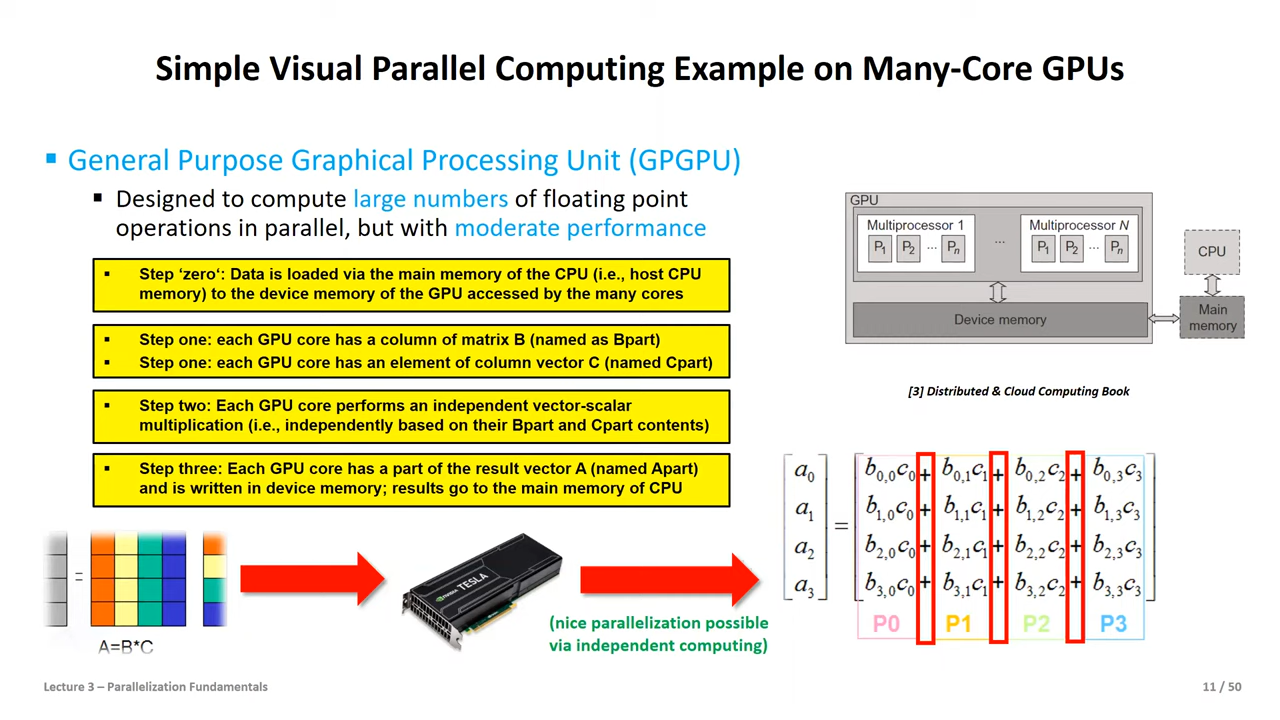 Simple Visual Parallel Computing Example on Many-Core GPUs
▪ General Purpose Graphical Processing Unit (GPGPU)
▪ Designed to compute large numbers of floating point
operations in parallel, but with moderate performance
▪ Step ‘zero‘: Data is loaded via the main memory of the CPU (i.e., host CPU
memory) to the device memory of the GPU accessed by the many cores
▪ Step one: each GPU core has a column of matrix B (named as Bpart)
▪ Step one: each GPU core has an element of column vector C (named Cpart)
▪ Step two: Each GPU core performs an independent vector-scalar
multiplication (i.e., independently based on their Bpart and Cpart contents)
▪ Step three: Each GPU core has a part of the result vector A (named Apart)
and is written in device memory; results go to the main memory of CPU
GPU
Multiprocessor 1 ... Multiprocessor N
P1 P2 ... Pn P1 P2 ... Pn
CPU
Device memory
Main
memory
[3] Distributed & Cloud Computing Book
=
A=B*C
NVIDIA TESLA
(nice parallelization possible
via independent computing)
a0 b0,0c0 + b0,1c1 + b0,2c2 + b0,3c3
a1 b1,0c0 + b1,1c1 + b1,2c2 + b1,3c3
=
a2 b2,0c0 + b2,1c1 + b2,2c2 + b2,3c3
a3 b3,0c0 + b3,1c1 + b3,2c2 + b3,3c3
P0 P1 P2 P3
Lecture 3 – Parallelization Fundamentals
11 / 50